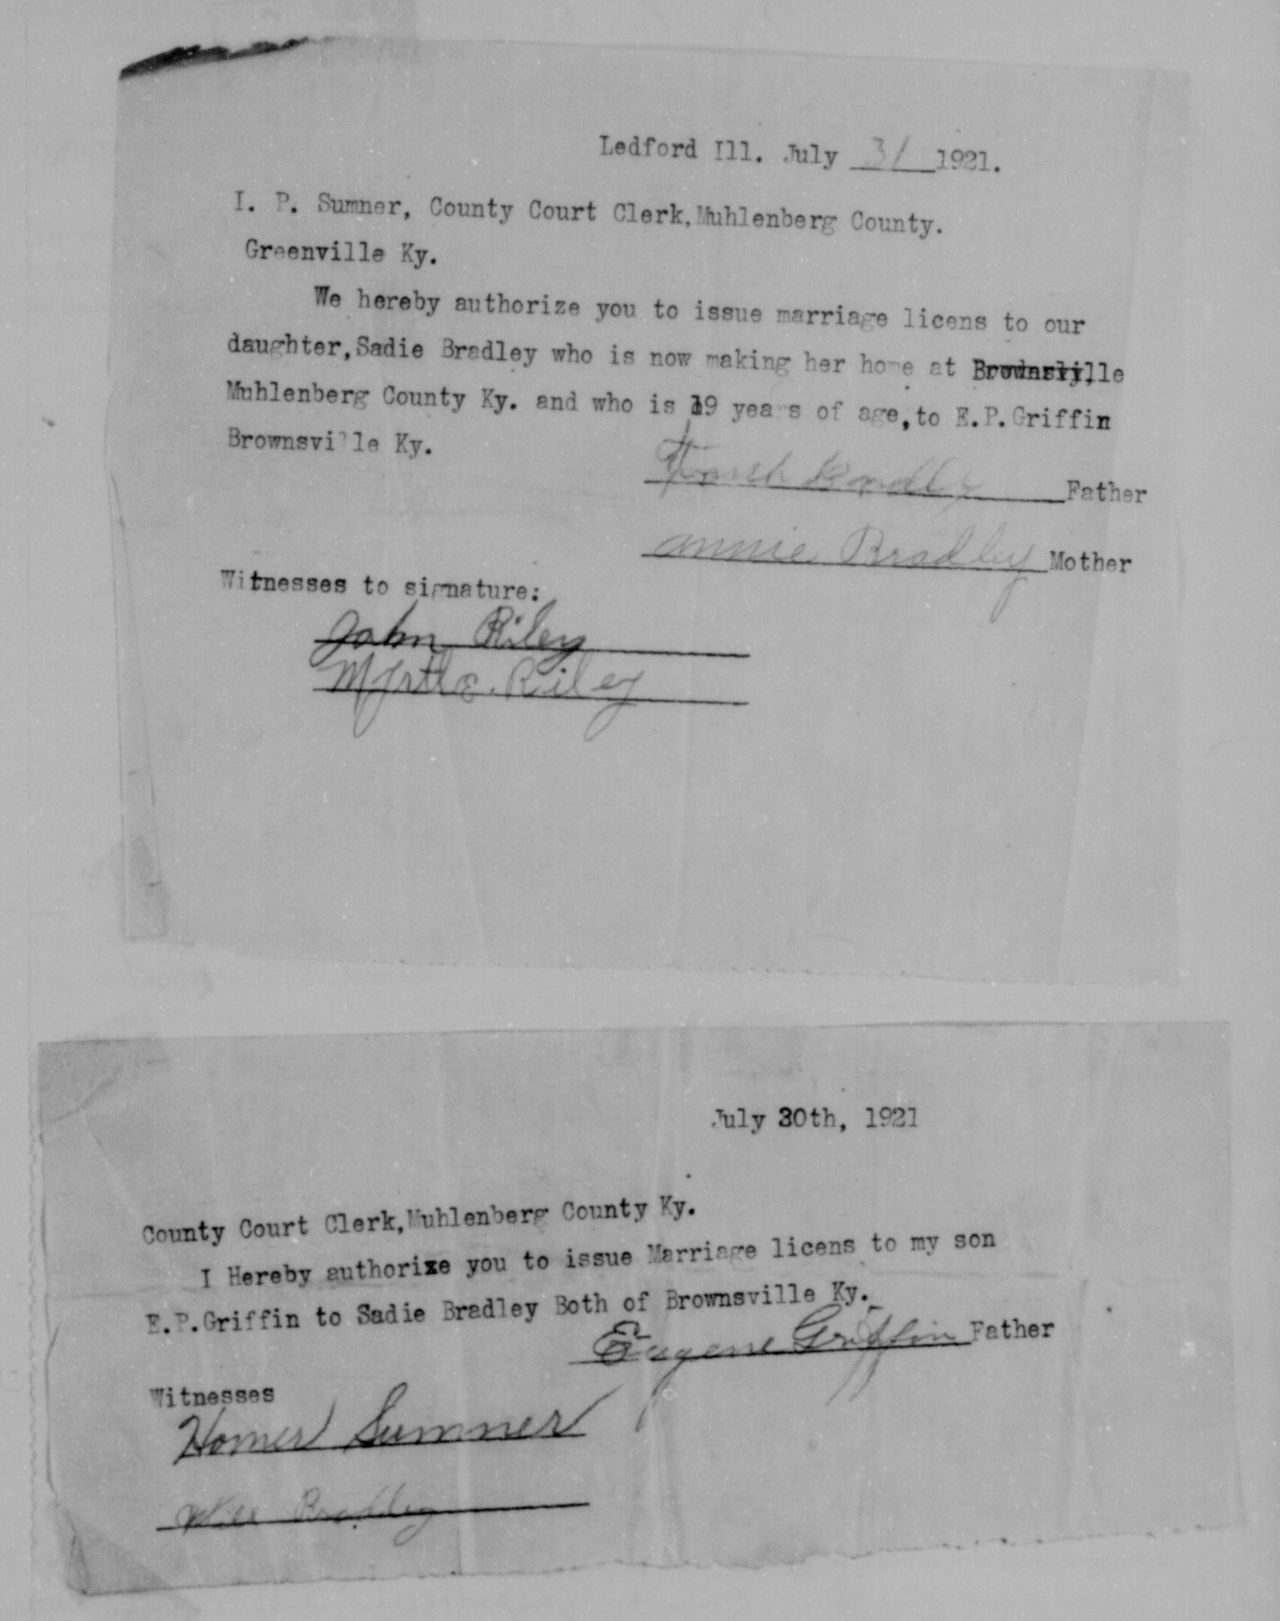 Ledford Ill. July 31 1921.
I. P. Sumner, County Court Clerk,Muhlenberg County.
Greenville Ky.
We hereby authorize you to issue marriage licens to our
daughter,Sadie Bradley who is now making her home at
Muhlenberg County Ky. and who is 19 years of age,to E.P.Griffin
Brownsville Ky.
Bradley Father
Annie Bradley Mother
Witnesses to signature:
John Riley
Myrtle. Riley
July 30th, 1921
County Court Clerk,Muhlenberg County Ky.
I Hereby authorize you to issue Marriage licens to my son
E.P.Griffin to Sadie Bradley Both of Brownsville Ky.
Eugene Griffin Father
Witnesses
Homer Sumner
Will Bradley